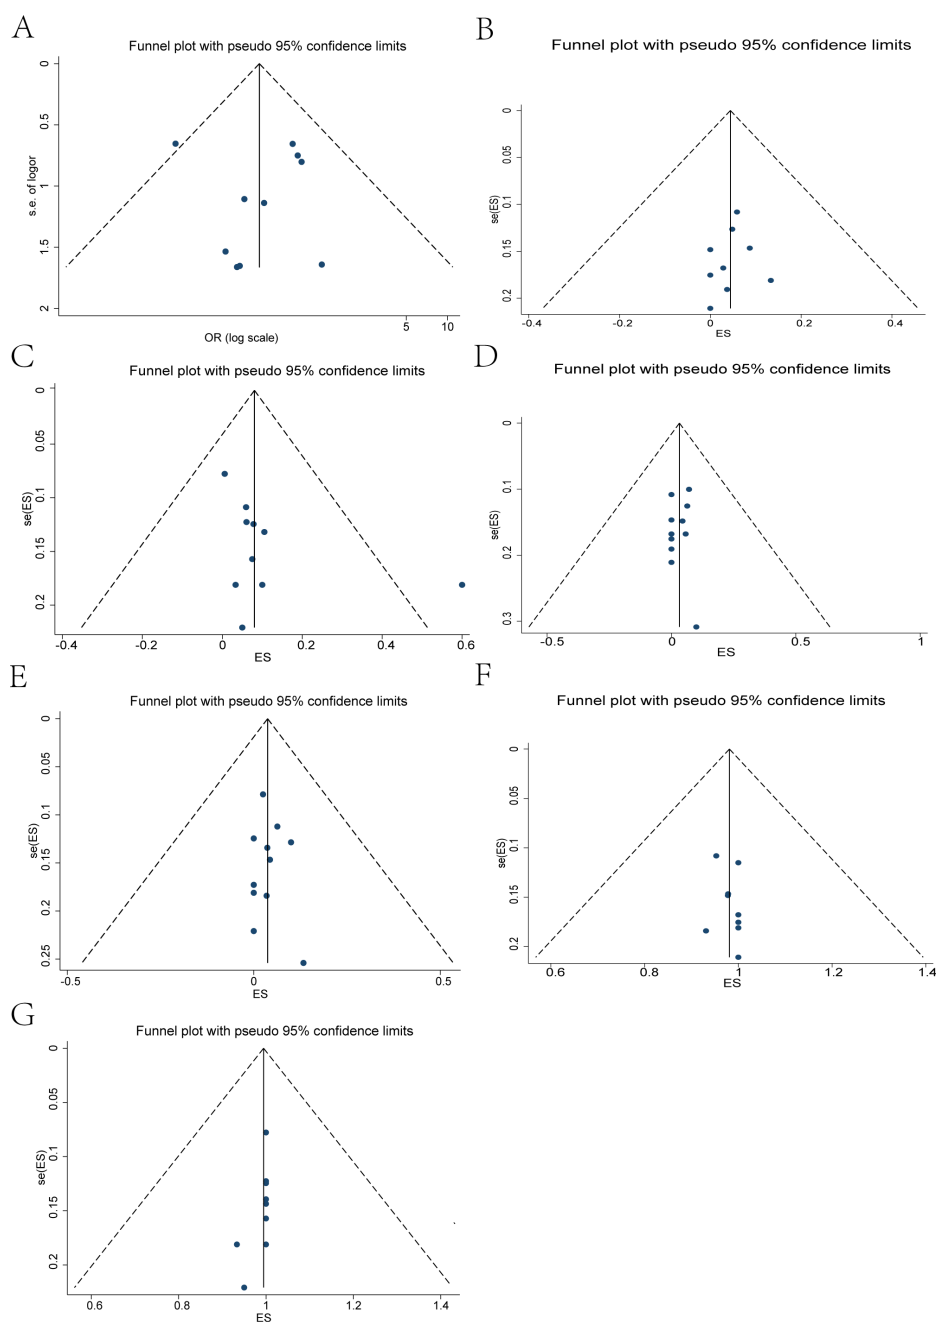 A
Funnel plot with pseudo 95% confidence limits
s.e. of logor
0
0.5
1
1.5
2
5
10
OR (log scale)
B
Funnel plot with pseudo 95% confidence limits
se(ES)
0
0.05
0.1
0.15
0.2
-0.4
-0.2
0
0.2
0.4
ES
C
Funnel plot with pseudo 95% confidence limits
se(ES)
0
0.05
0.1
0.15
0.2
-0.4
-0.2
0
0.2
0.4
0.6
ES
D
Funnel plot with pseudo 95% confidence limits
se(ES)
0
0.1
0.2
0.3
-0.5
0
0.5
1
ES
E
Funnel plot with pseudo 95% confidence limits
se(ES)
0
0.05
0.1
0.15
0.2
0.25
-0.5
0
0.5
ES
F
Funnel plot with pseudo 95% confidence limits
se(ES)
0
0.05
0.1
0.15
0.2
0.6
0.8
1
1.2
1.4
ES
G
Funnel plot with pseudo 95% confidence limits
se(ES)
0
0.05
0.1
0.15
0.2
0.6
0.8
1
1.2
1.4
ES